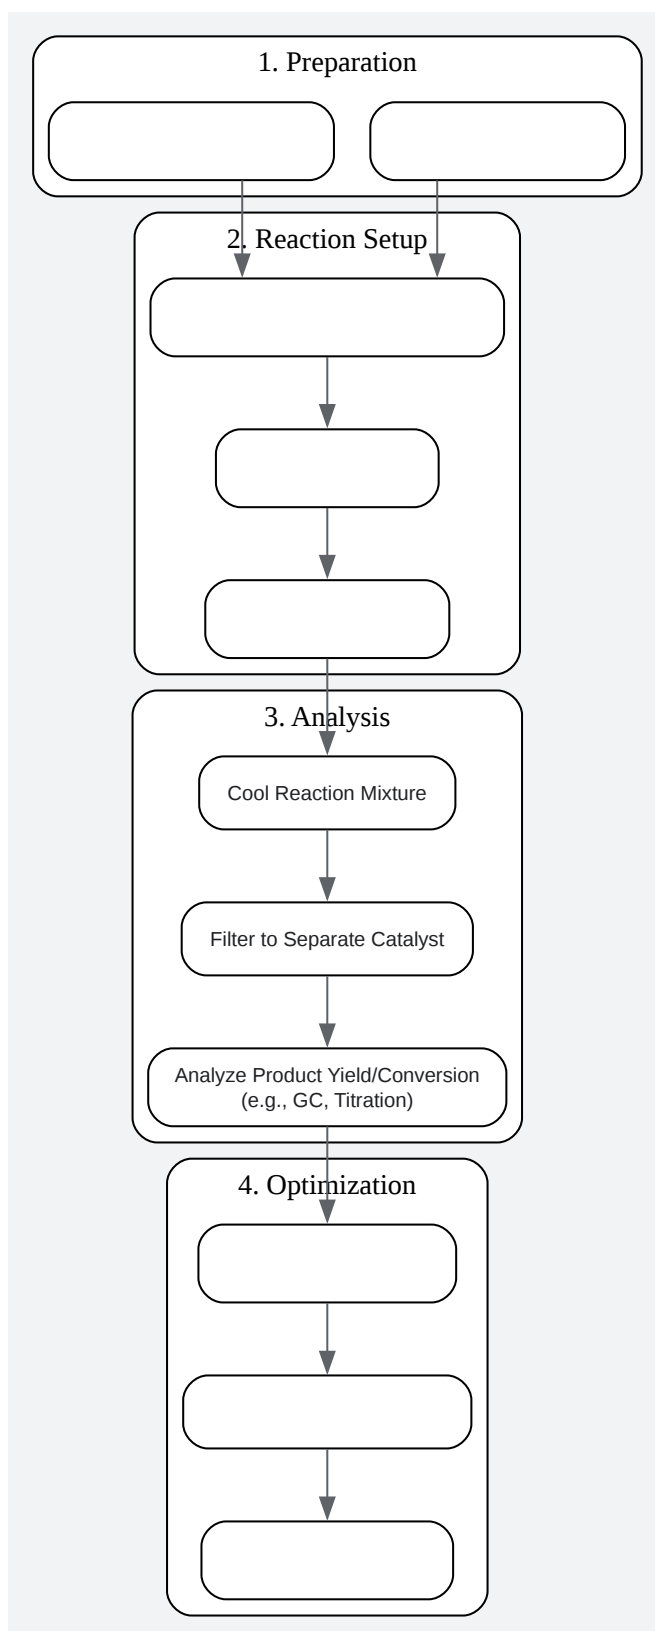 1. Preparation
2. Reaction Setup
3. Analysis
Cool Reaction Mixture
Filter to Separate Catalyst
Analyze Product Yield/Conversion
(e.g., GC, Titration)
4. Optimization